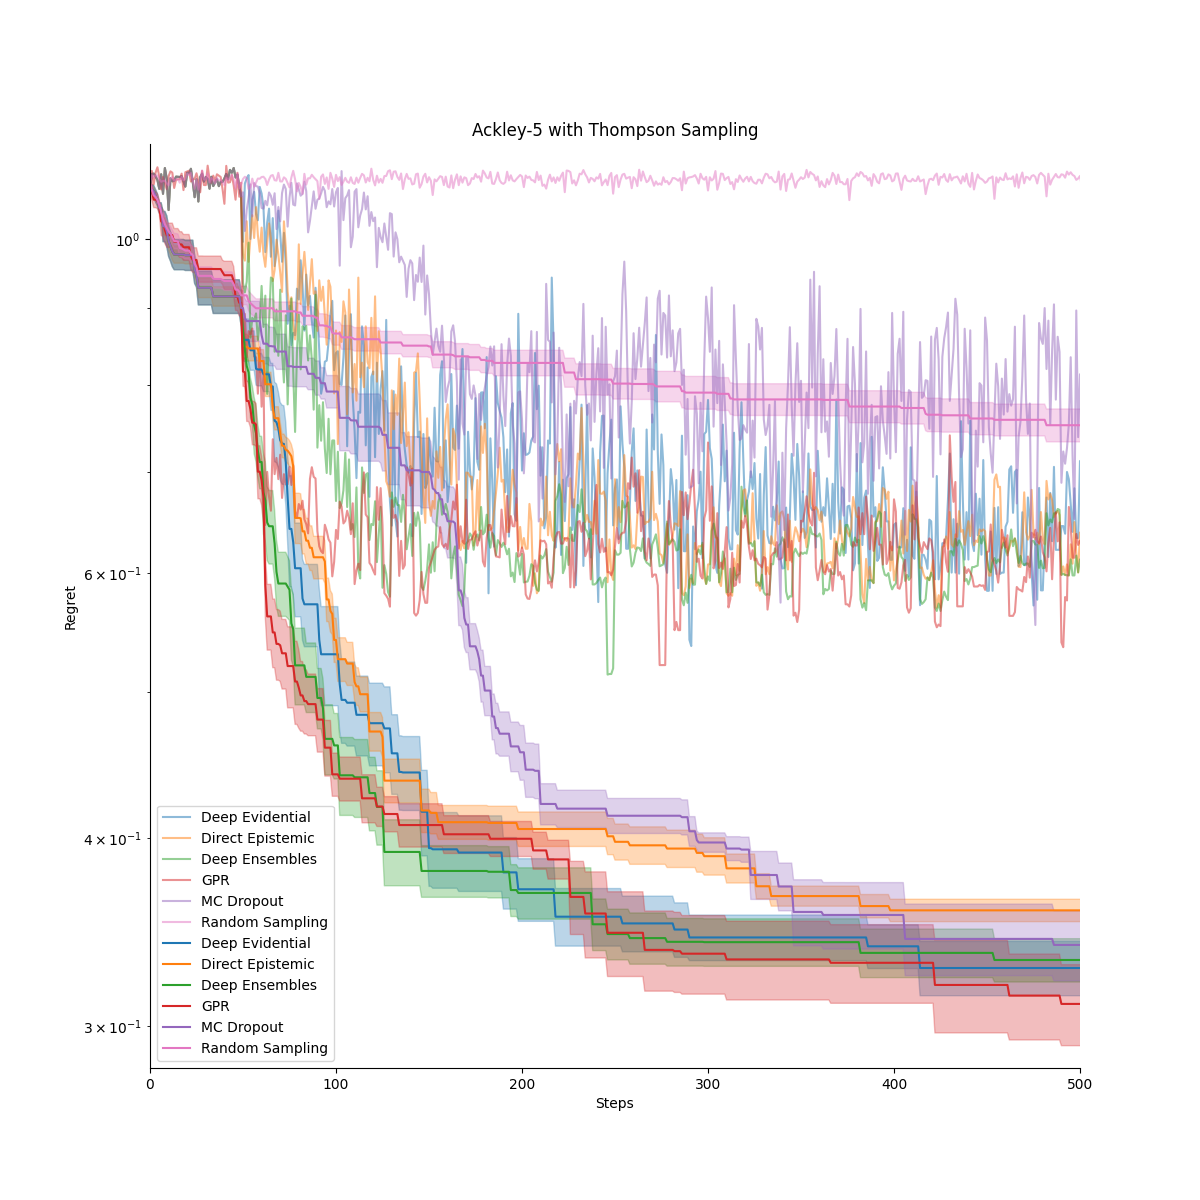 Ackley-5 with Thompson Sampling
Regret
10⁰
6 × 10⁻¹
4 × 10⁻¹
3 × 10⁻¹
Deep Evidential
Direct Epistemic
Deep Ensembles
GPR
MC Dropout
Random Sampling
Deep Evidential
Direct Epistemic
Deep Ensembles
GPR
MC Dropout
Random Sampling
0 100 200 300 400 500
Steps